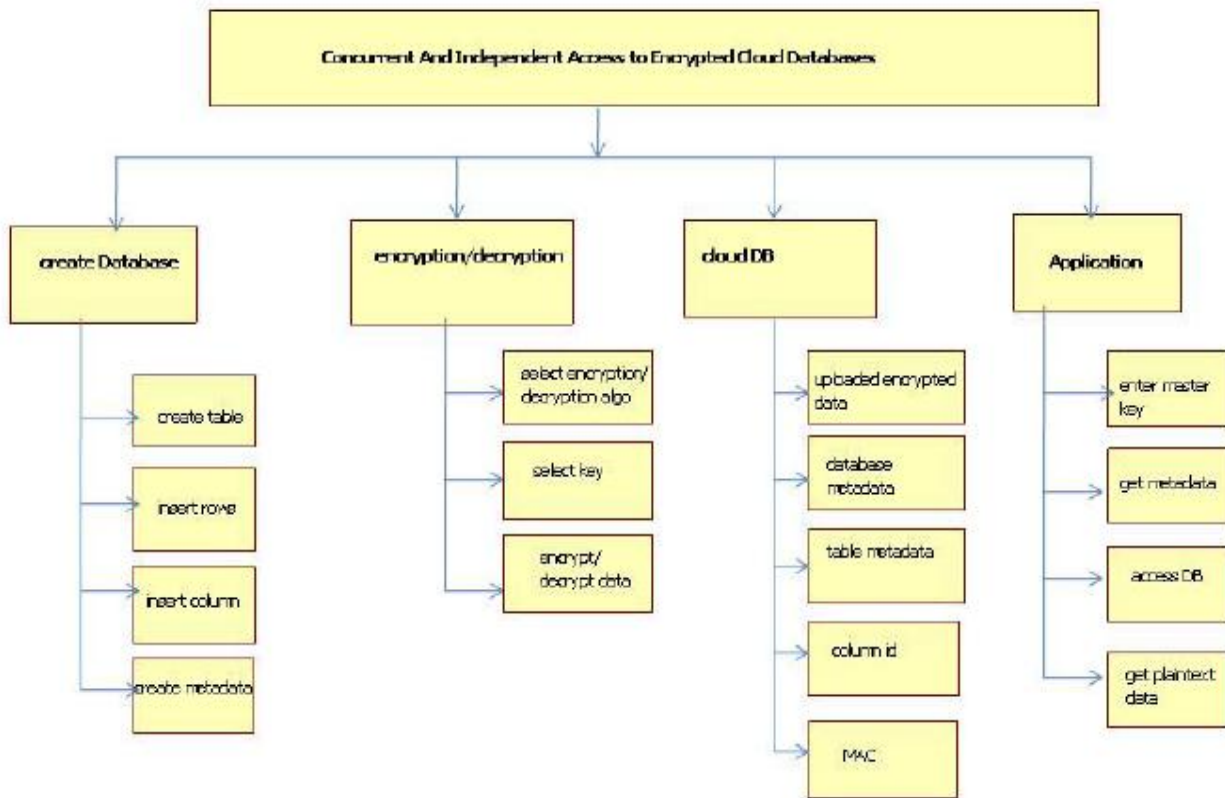 Concurrent And Independent Access to Encrypted Cloud Databases
create Database
encryption/decryption
cloud DB
Application
create table
insert rows
insert column
create metadata
select encryption/
decryption algo
select key
encrypt/
decrypt data
uploaded encrypted
data
database
metadata
table metadata
column id
MAC
enter master
key
get metadata
access DB
get plaintext
data